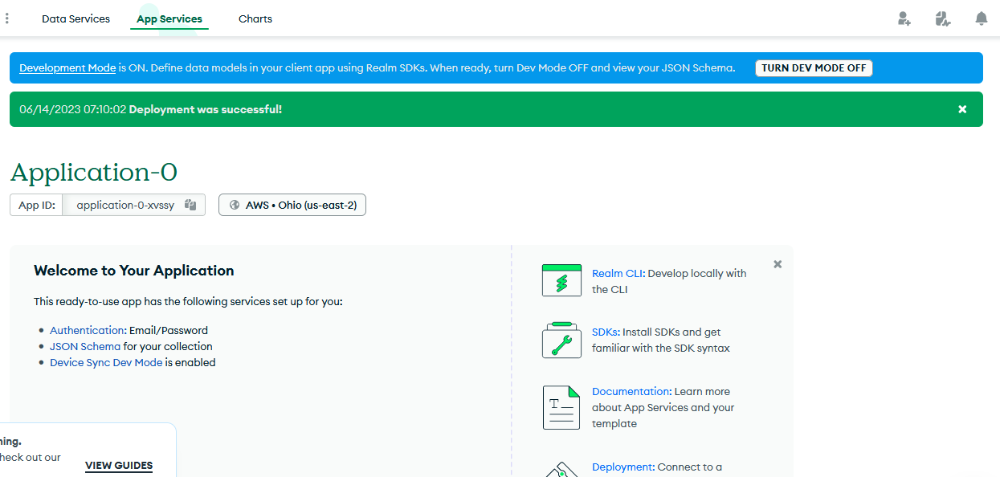 Data Services
App Services
Charts
Development Mode is ON. Define data models in your client app using Realm SDKs. When ready, turn Dev Mode OFF and view your JSON Schema.
TURN DEV MODE OFF
06/14/2023 07:10:02 Deployment was successful!
Application-0
App ID: application-0-xvssy
AWS • Ohio (us-east-2)
Welcome to Your Application
This ready-to-use app has the following services set up for you:
• Authentication: Email/Password
• JSON Schema for your collection
• Device Sync Dev Mode is enabled
Realm CLI: Develop locally with
the CLI
SDKs: Install SDKs and get
familiar with the SDK syntax
T
Documentation: Learn more
about App Services and your
template
Deployment: Connect to a
ning.
heck out our
VIEW GUIDES